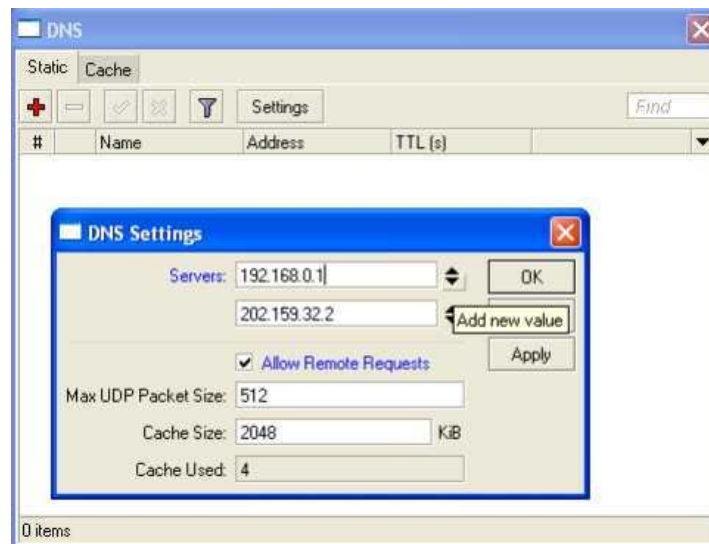 DNS
Static Cache
Settings Find
# Name Address TTL (s)
DNS Settings
Servers: 192.168.0.1 OK
202.159.32.2 Add new value
Allow Remote Requests Apply
Max UDP Packet Size: 512
Cache Size: 2048 KiB
Cache Used: 4
0 items